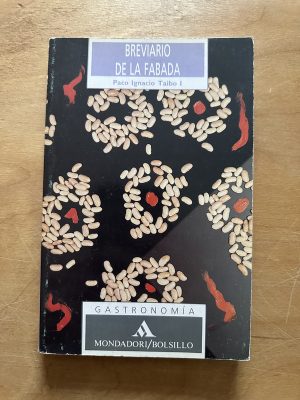 BREVIARIO
DE LA FABADA
Paco Ignacio Taibo I
GASTRONOMÍA
MONDADORI/BOLSILLO